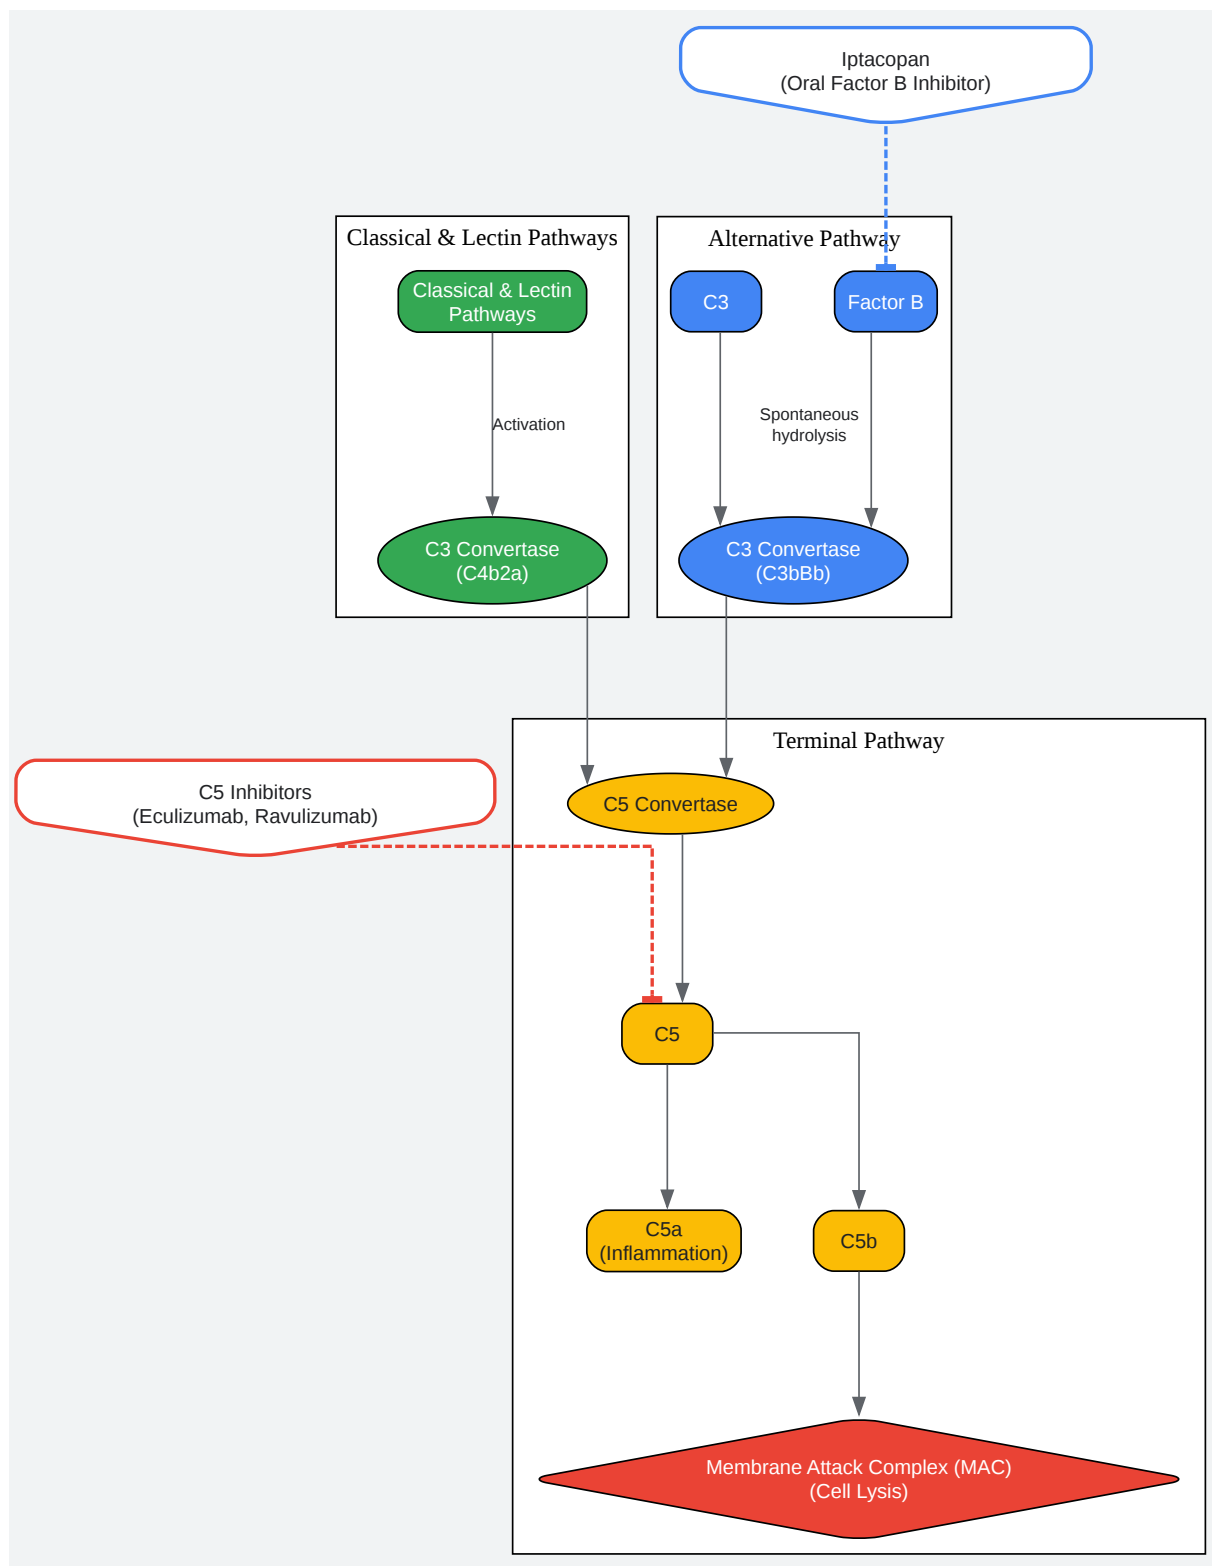 Iptacopan
(Oral Factor B Inhibitor)
Classical & Lectin Pathways
Classical & Lectin
Pathways
Activation
C3 Convertase
(C4b2a)
Alternative Pathway
C3
Factor B
Spontaneous
hydrolysis
C3 Convertase
(C3bBb)
Terminal Pathway
C5 Inhibitors
(Eculizumab, Ravulizumab)
C5 Convertase
C5
C5a
(Inflammation)
C5b
Membrane Attack Complex (MAC)
(Cell Lysis)